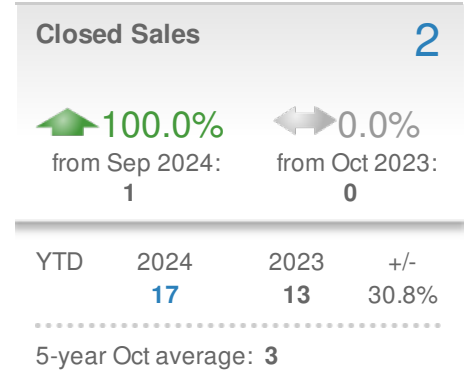 Closed Sales 2
100.0% 0.0%
from Sep 2024: from Oct 2023:
1 0
YTD 2024 2023 +/-
17 13 30.8%
5-year Oct average: 3